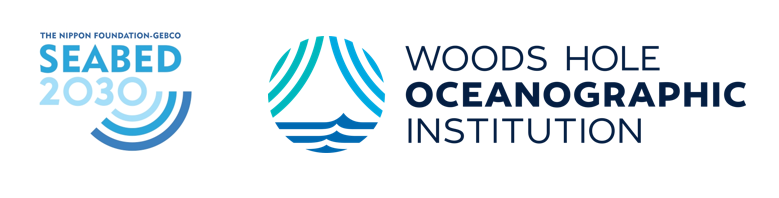 THE NIPPON FOUNDATION-GEBCO
SEABED
2030
WOODS HOLE
OCEANOGRAPHIC
INSTITUTION